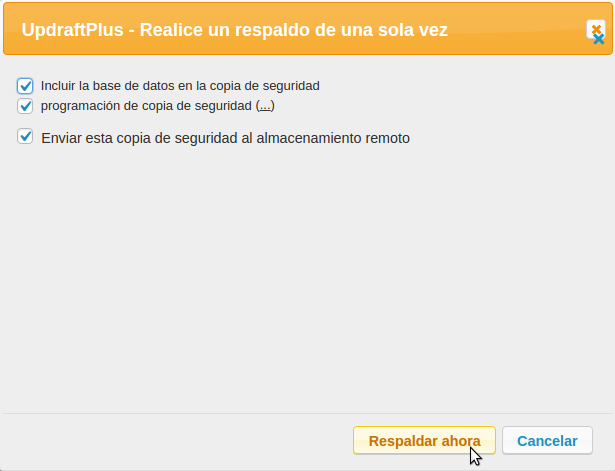 UpdraftPlus - Realice un respaldo de una sola vez
Incluir la base de datos en la copia de seguridad
programación de copia de seguridad (...)
Enviar esta copia de seguridad al almacenamiento remoto
Respaldar ahora
Cancelar